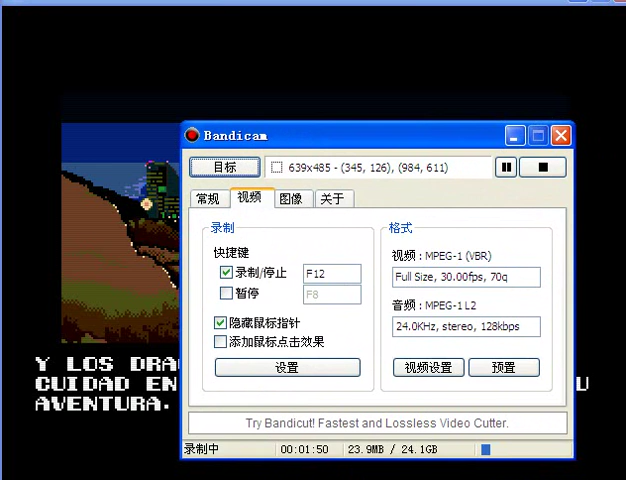 Bandicam
目标
639x485 - (345, 126), (984, 611)
常规 视频 图像 关于
录制
快捷键
录制/停止 F12
暂停 F8
隐藏鼠标指针
添加鼠标点击效果
设置
格式
视频 : MPEG-1 (VBR)
Full Size, 30.00fps, 70q
音频 : MPEG-1 L2
24.0KHz, stereo, 128kbps
视频设置 预置
Try Bandicut! Fastest and Lossless Video Cutter.
录制中 00:01:50 23.9MB / 24.1GB
Y LOS DRA
CUIDAD EN U
AVENTURA.